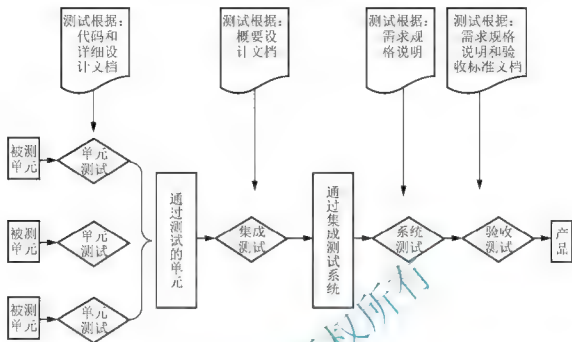 测试根据：
代码和
详细设
计文档
测试根据：
概要设
计文档
测试根据：
需求规
格说明
测试根据：
需求规格
说明和验
收标准文档
被测
单元
单元
测试
被测
单元
单元
测试
被测
单元
单元
测试
通过测试的单元
集成
测试
通过集成测试系统
系统
测试
验收
测试
产品
权所有